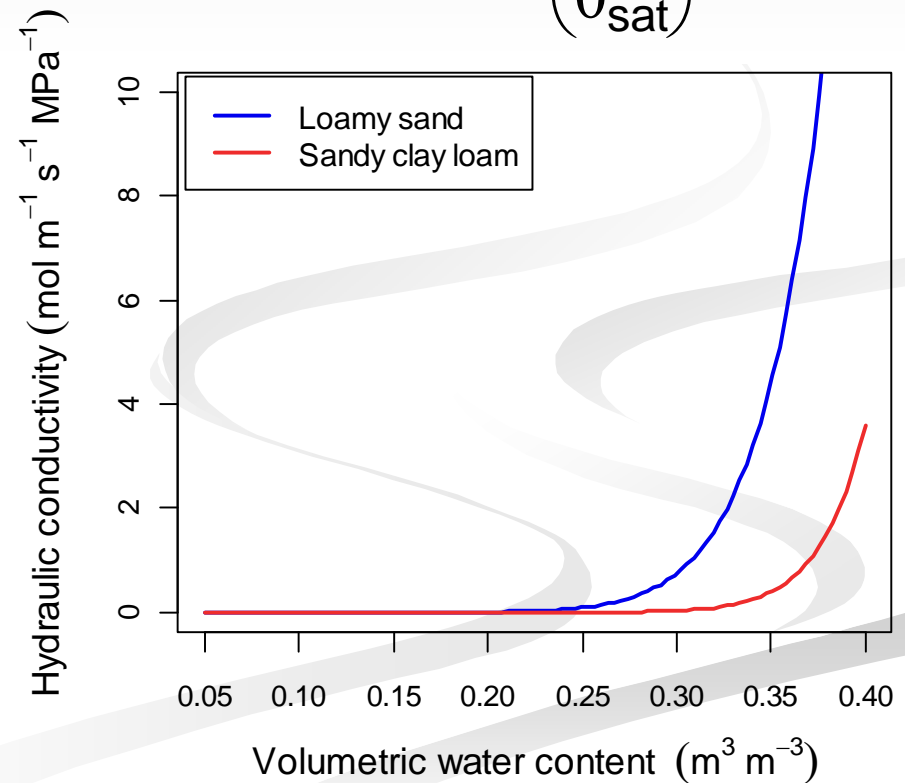 (θsat)
Hydraulic conductivity (mol m⁻¹ s⁻¹ MPa⁻¹)
10
8
6
4
2
0
Loamy sand
Sandy clay loam
0.05 0.10 0.15 0.20 0.25 0.30 0.35 0.40
Volumetric water content (m³ m⁻³)